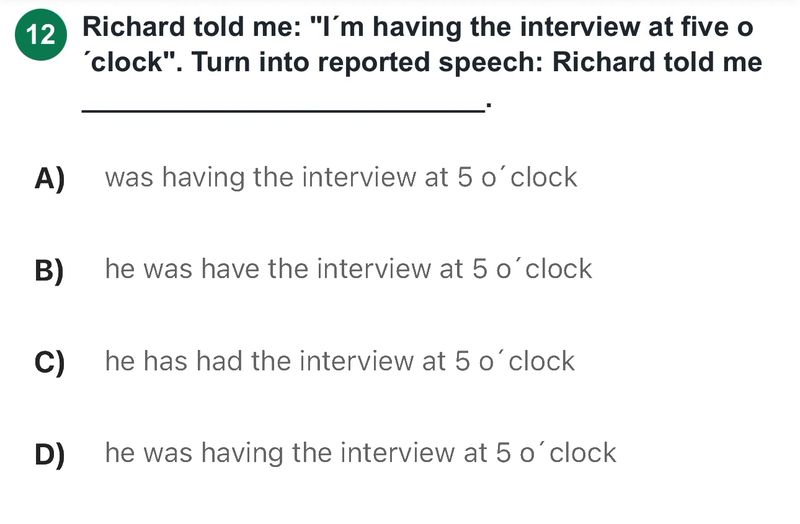 12 Richard told me: "I´m having the interview at five o
´clock". Turn into reported speech: Richard told me
____________________________.
A) was having the interview at 5 o´clock
B) he was have the interview at 5 o´clock
C) he has had the interview at 5 o´clock
D) he was having the interview at 5 o´clock